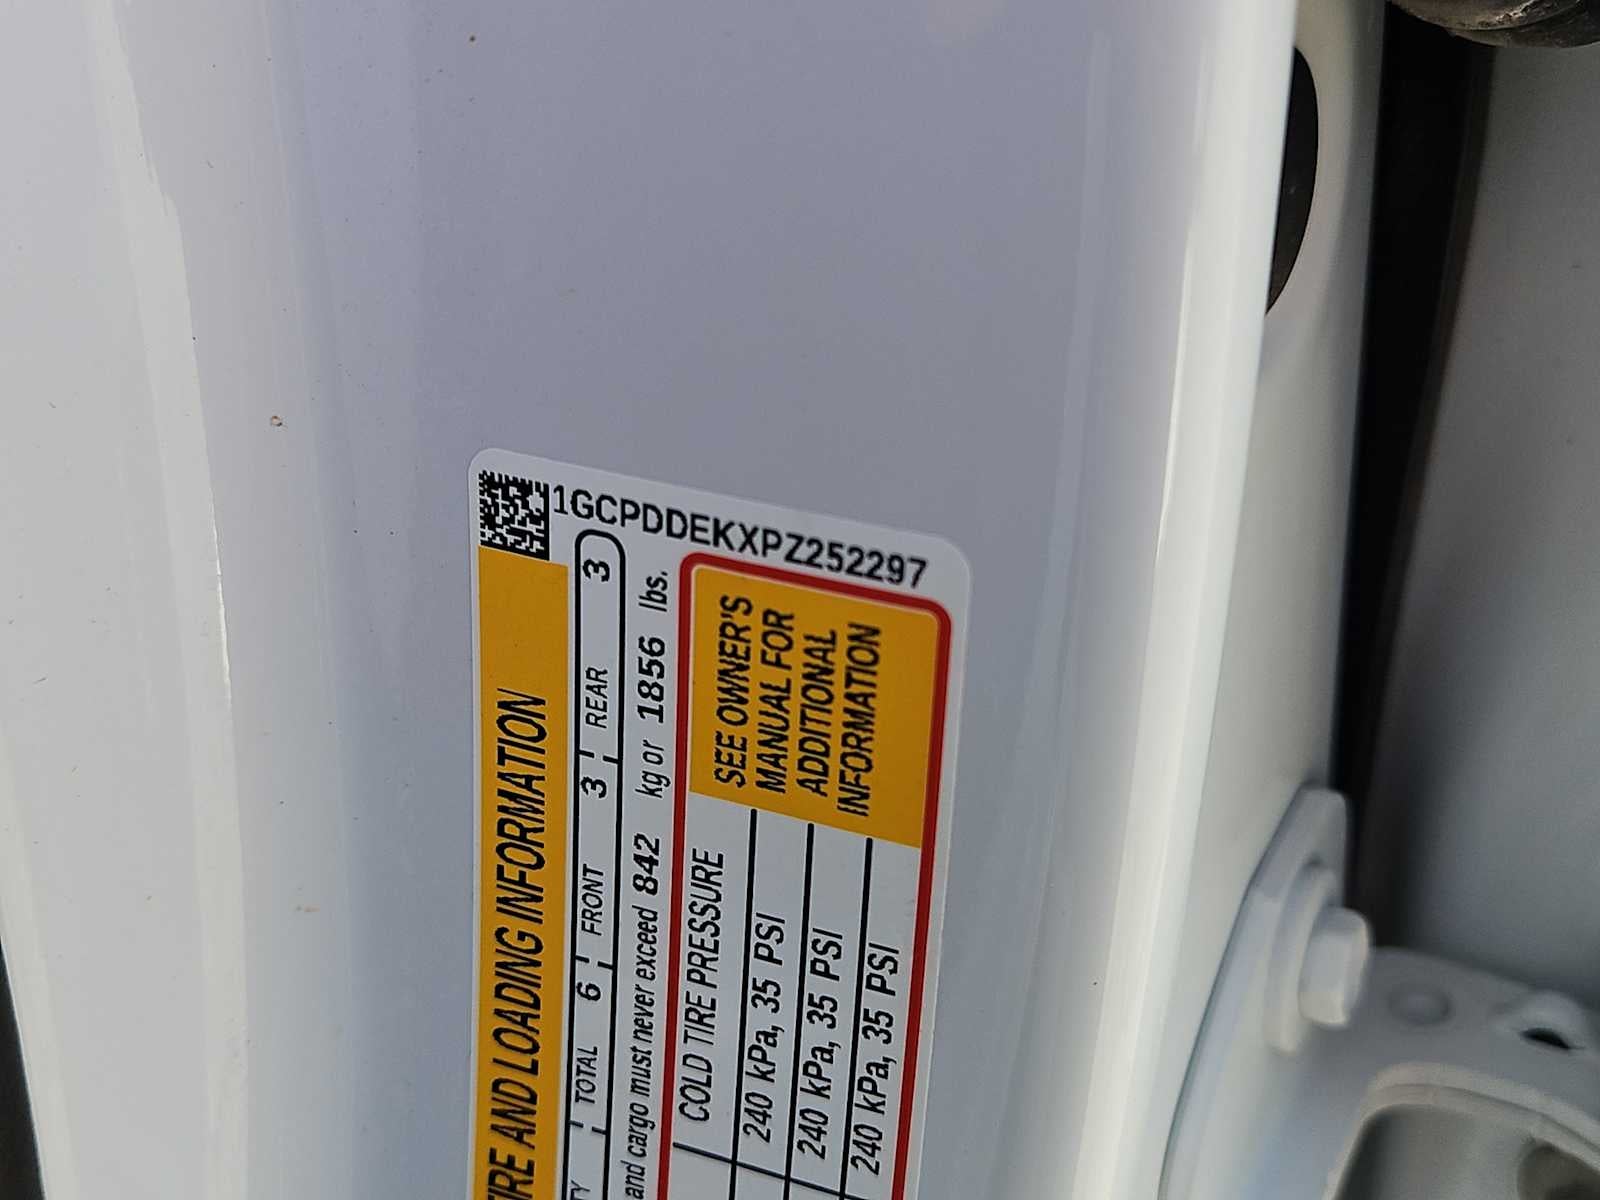 1GCPDDEKXPZ252297
TIRE AND LOADING INFORMATION
TOTAL 6 FRONT 3 REAR 3
and cargo must never exceed 842 kg or 1856 lbs.
COLD TIRE PRESSURE
240 kPa, 35 PSI
240 kPa, 35 PSI
240 kPa, 35 PSI
SEE OWNER'S
MANUAL FOR
ADDITIONAL
INFORMATION